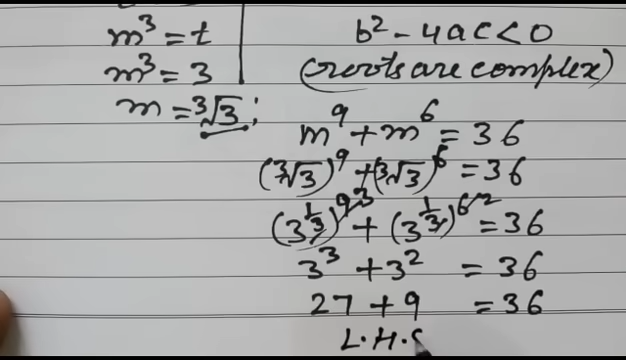 m³ = t
m³ = 3
m = ∛3 ;
b² - 4ac < 0
(roots are complex)
m⁹ + m⁶ = 36
(∛3)⁹ + (∛3)⁶ = 36
(3^(1/3))^(9 3) + (3^(1/3))^(6 2) = 36
3³ + 3² = 36
27 + 9 = 36
L.H.S